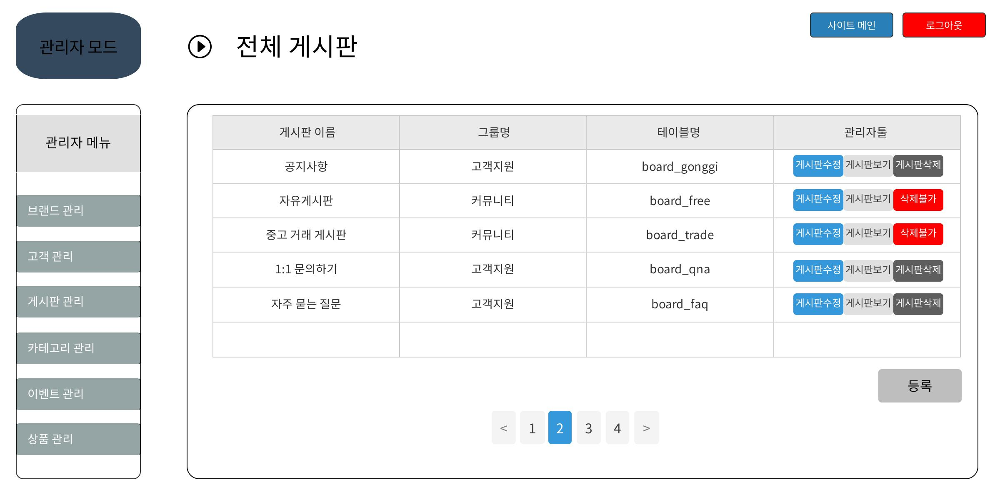 관리자 모드
전체 게시판
사이트 메인
로그아웃
관리자 메뉴
브랜드 관리
고객 관리
게시판 관리
카테고리 관리
이벤트 관리
상품 관리
게시판 이름 그룹명 테이블명 관리자툴
공지사항 고객지원 board_gonggi 게시판수정 게시판보기 게시판삭제
자유게시판 커뮤니티 board_free 게시판수정 게시판보기 삭제불가
중고 거래 게시판 커뮤니티 board_trade 게시판수정 게시판보기 삭제불가
1:1 문의하기 고객지원 board_qna 게시판수정 게시판보기 게시판삭제
자주 묻는 질문 고객지원 board_faq 게시판수정 게시판보기 게시판삭제
등록
< 1 2 3 4 >